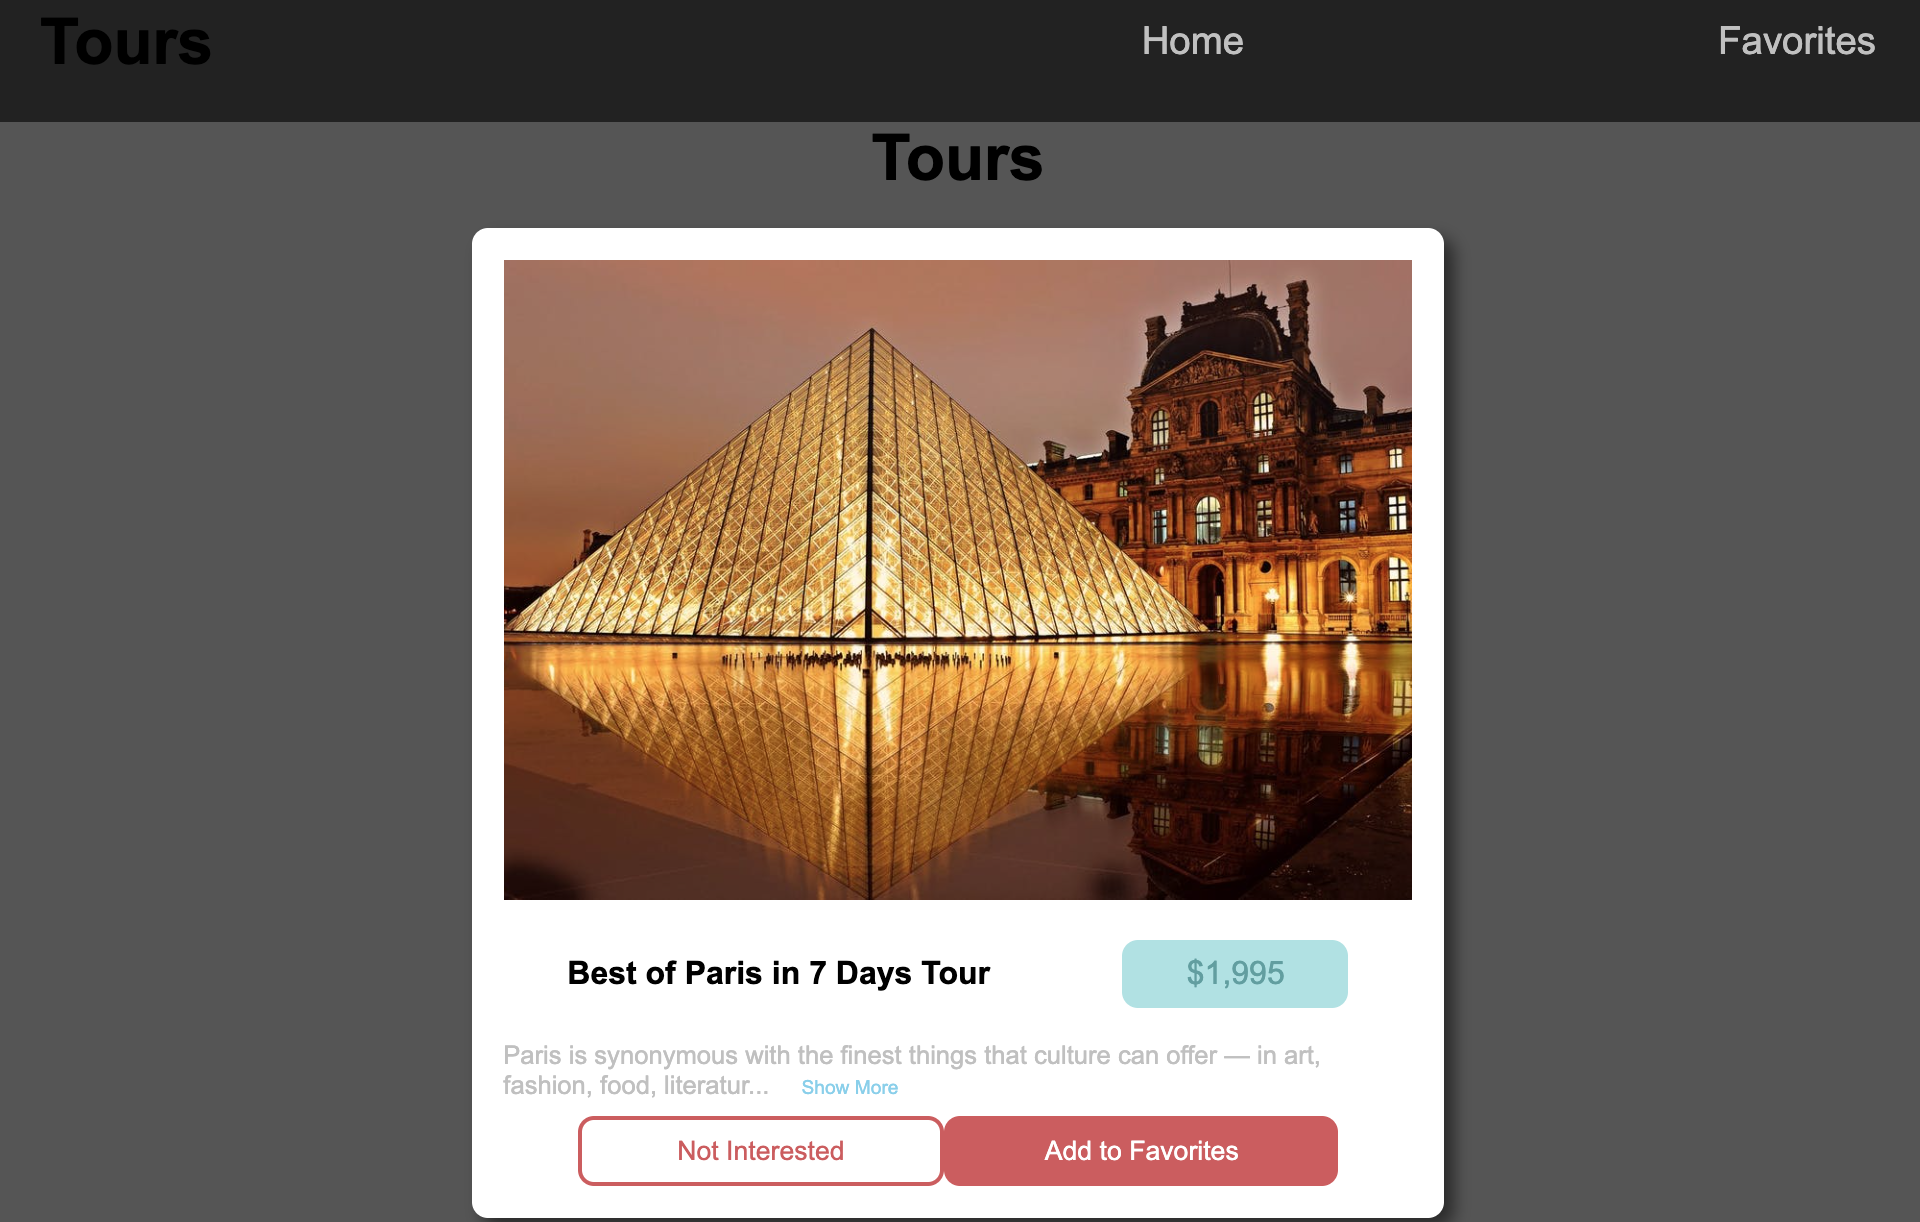 Tours
Home
Favorites
Tours
Best of Paris in 7 Days Tour
$1,995
Paris is synonymous with the finest things that culture can offer — in art,
fashion, food, literatur... Show More
Not Interested
Add to Favorites